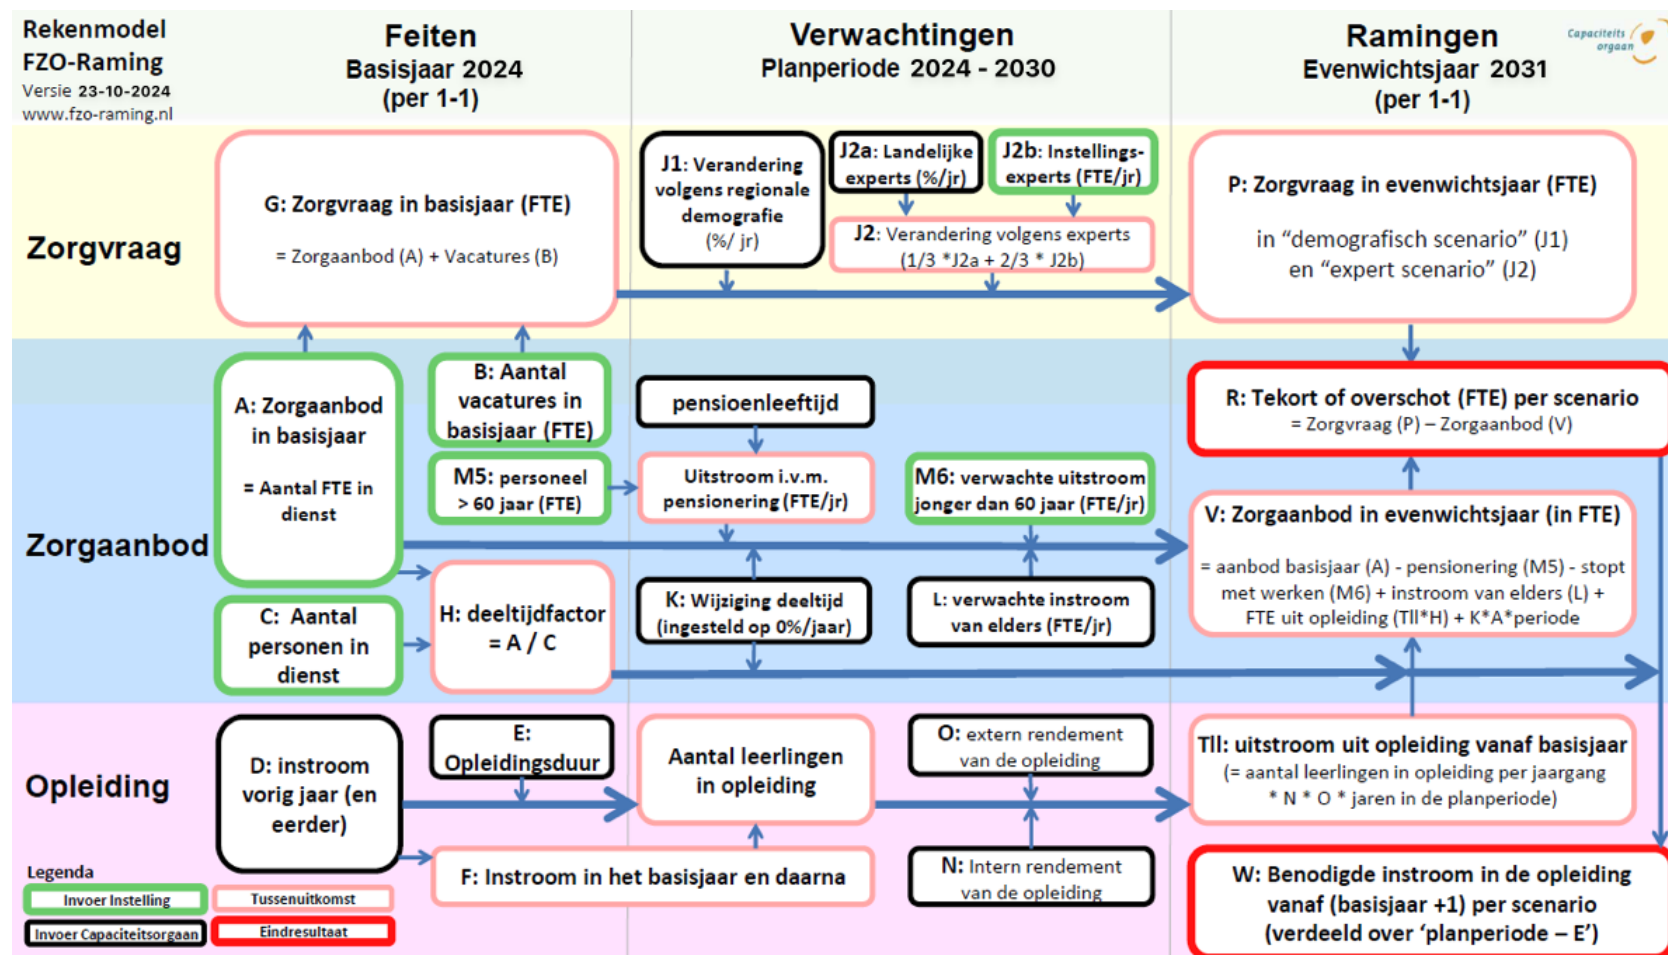 Rekenmodel
FZO-Raming
Versie 23-10-2024
www.fzo-raming.nl
Feiten
Basisjaar 2024
(per 1-1)
Verwachtingen
Planperiode 2024 - 2030
Ramingen
Evenwichtsjaar 2031
(per 1-1)
Capaciteits
orgaan
Zorgvraag
G: Zorgvraag in basisjaar (FTE)
= Zorgaanbod (A) + Vacatures (B)
J1: Verandering
volgens regionale
demografie
(%/ jr)
J2a: Landelijke
experts (%/jr)
J2b: Instellings-
experts (FTE/jr)
J2: Verandering volgens experts
(1/3 *J2a + 2/3 * J2b)
P: Zorgvraag in evenwichtsjaar (FTE)
in “demografisch scenario” (J1)
en “expert scenario” (J2)
Zorgaanbod
A: Zorgaanbod
in basisjaar
= Aantal FTE in
dienst
B: Aantal
vacatures in
basisjaar (FTE)
M5: personeel
> 60 jaar (FTE)
C: Aantal
personen in
dienst
H: deeltijdfactor
= A / C
pensioenleeftijd
Uitstroom i.v.m.
pensionering (FTE/jr)
M6: verwachte uitstroom
jonger dan 60 jaar (FTE/jr)
K: Wijziging deeltijd
(ingesteld op 0%/jaar)
L: verwachte instroom
van elders (FTE/jr)
R: Tekort of overschot (FTE) per scenario
= Zorgvraag (P) – Zorgaanbod (V)
V: Zorgaanbod in evenwichtsjaar (in FTE)
= aanbod basisjaar (A) - pensionering (M5) - stopt
met werken (M6) + instroom van elders (L) +
FTE uit opleiding (Tll*H) + K*A*periode
Opleiding
D: instroom
vorig jaar (en
eerder)
E:
Opleidingsduur
Aantal leerlingen
in opleiding
F: Instroom in het basisjaar en daarna
O: extern rendement
van de opleiding
N: Intern rendement
van de opleiding
Tll: uitstroom uit opleiding vanaf basisjaar
(= aantal leerlingen in opleiding per jaargang
* N * O * jaren in de planperiode)
W: Benodigde instroom in de opleiding
vanaf (basisjaar +1) per scenario
(verdeeld over ‘planperiode – E’)
Legenda
Invoer Instelling
Tussenuitkomst
Invoer Capaciteitsorgaan
Eindresultaat